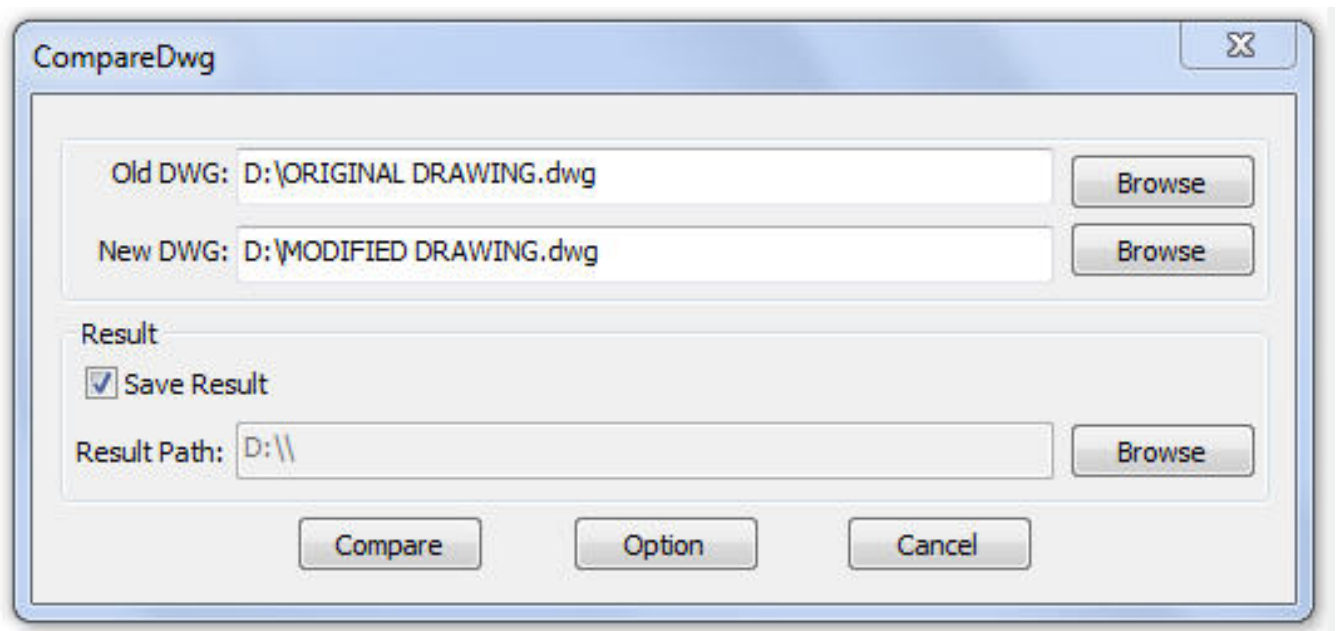 CompareDwg
Old DWG: D:\ORIGINAL DRAWING.dwg Browse
New DWG: D:\MODIFIED DRAWING.dwg Browse
Result
Save Result
Result Path: D:\\ Browse
Compare Option Cancel